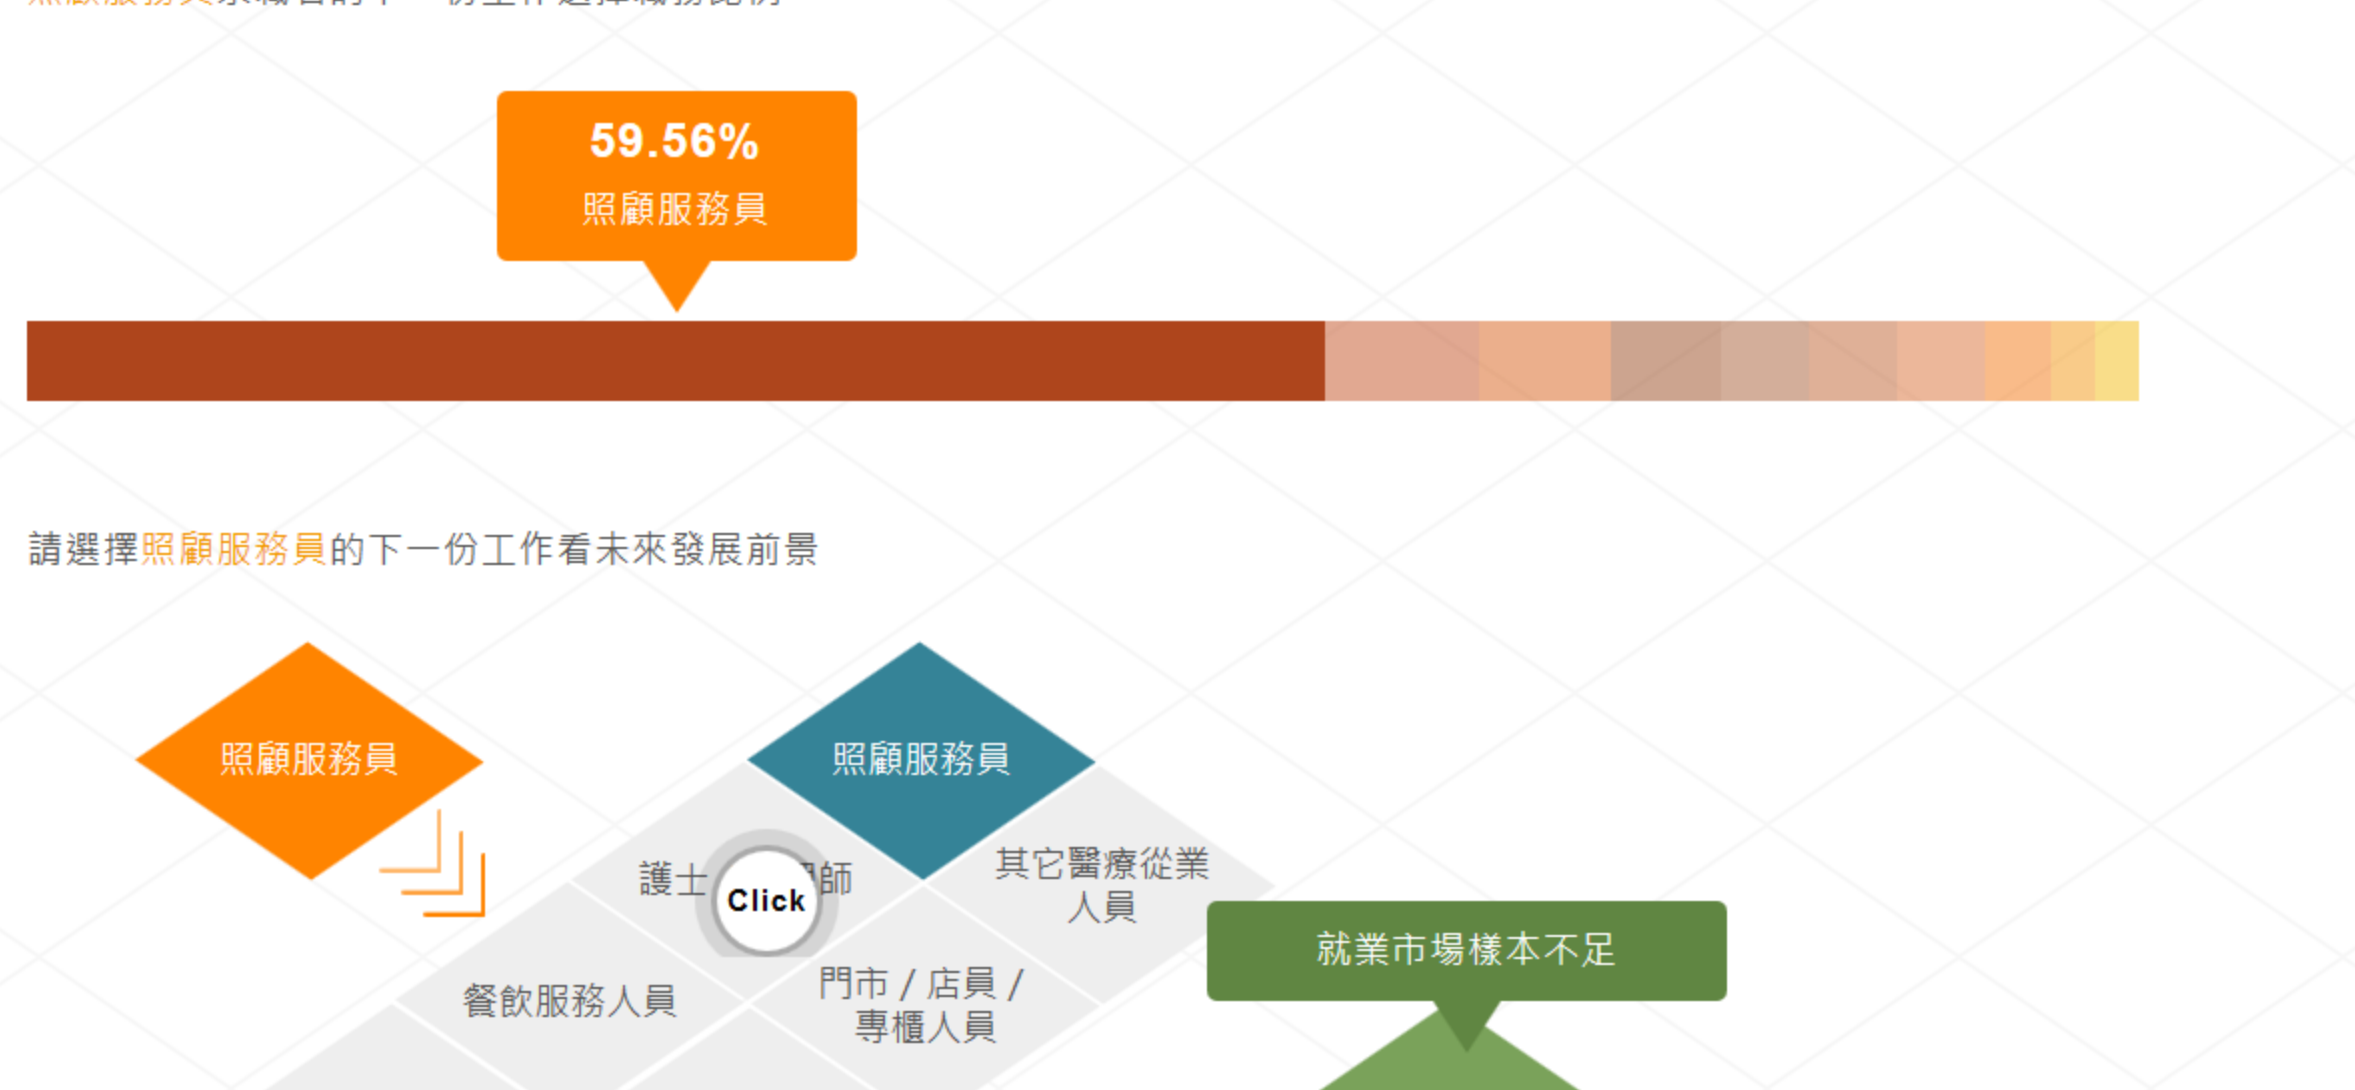 59.56%
照顧服務員
請選擇照顧服務員的下一份工作看未來發展前景
照顧服務員
照顧服務員
護士
師
Click
其它醫療從業
人員
就業市場樣本不足
餐飲服務人員
門市 / 店員 /
專櫃人員